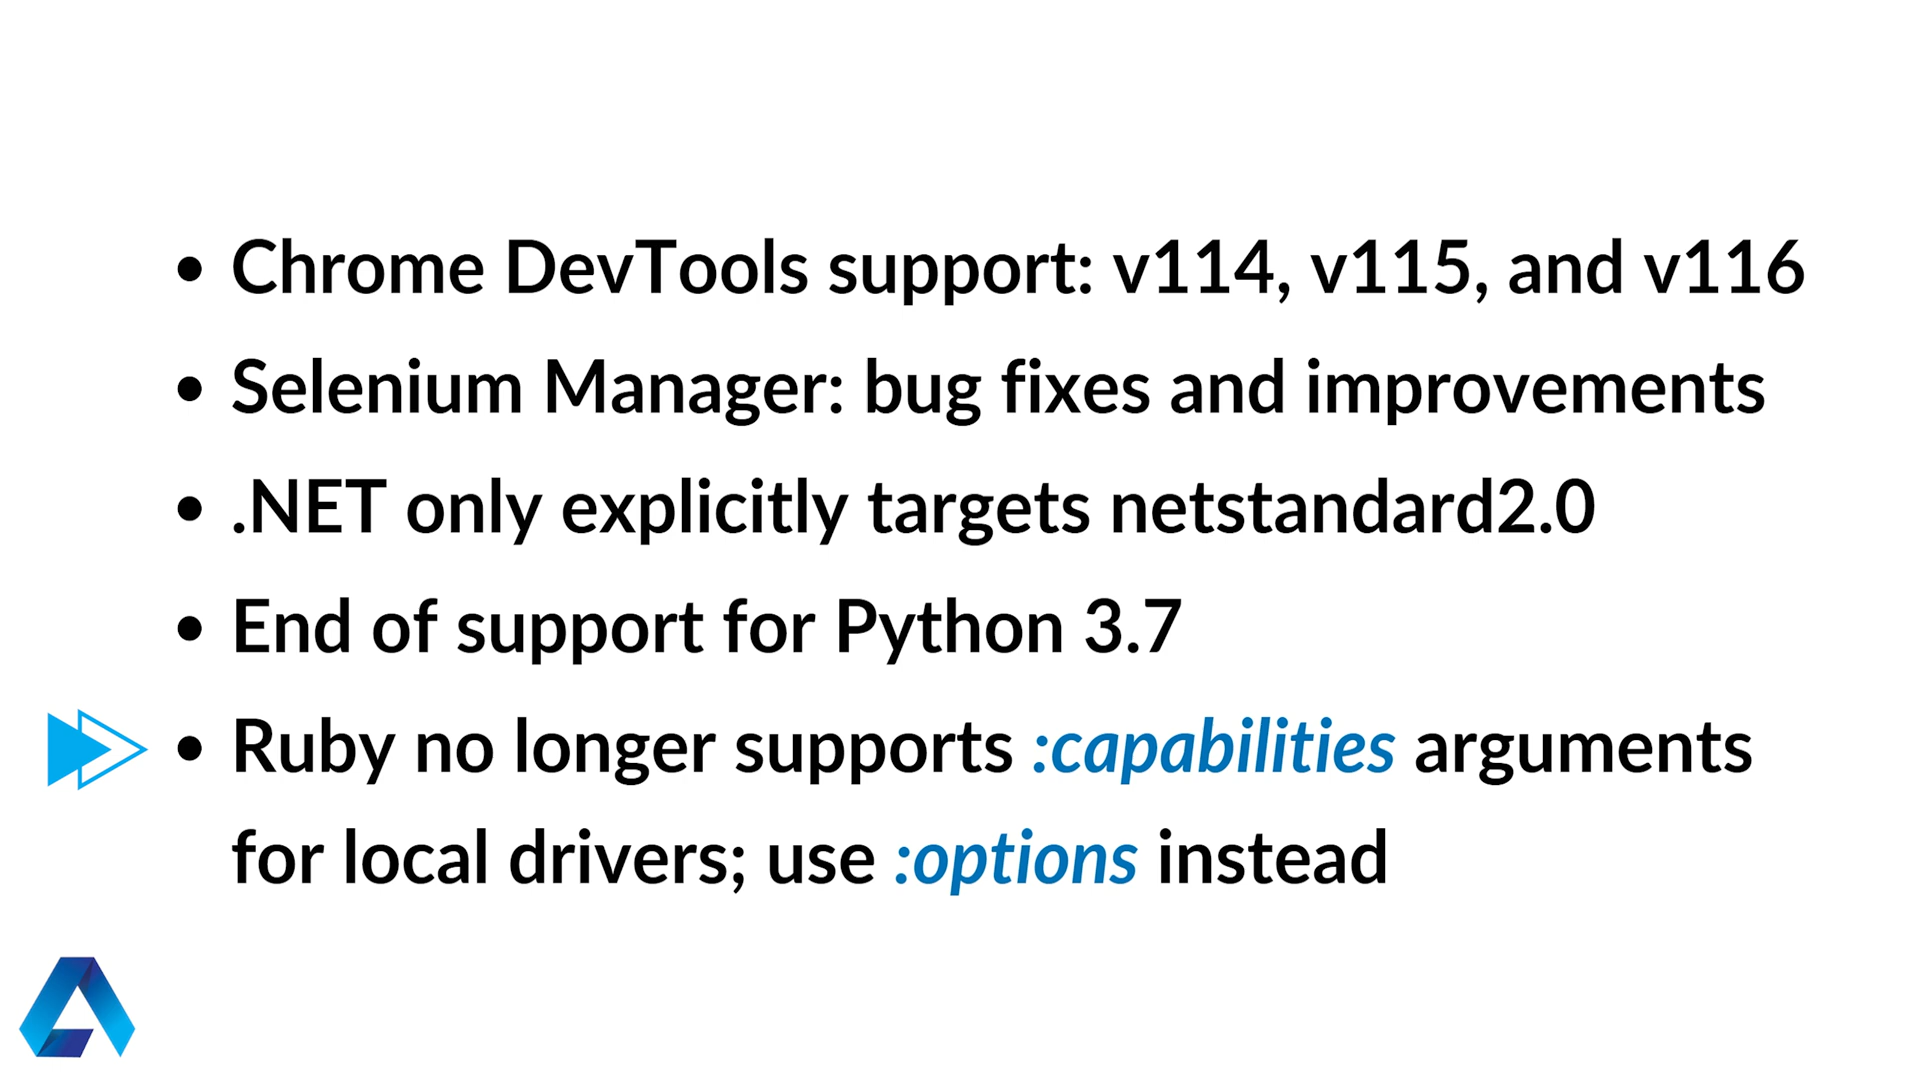 • Chrome DevTools support: v114, v115, and v116
• Selenium Manager: bug fixes and improvements
• .NET only explicitly targets netstandard2.0
• End of support for Python 3.7
• Ruby no longer supports :capabilities arguments
for local drivers; use :options instead